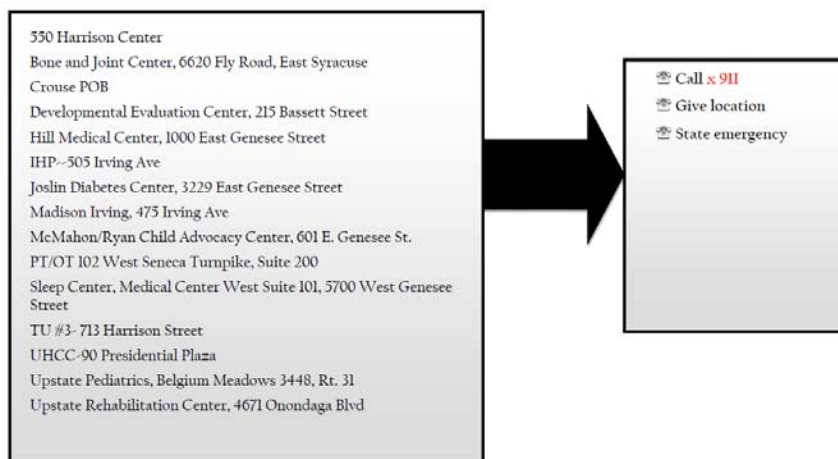 550 Harrison Center
Bone and Joint Center, 6620 Fly Road, East Syracuse
Crouse POB
Developmental Evaluation Center, 215 Bassett Street
Hill Medical Center, 1000 East Genesee Street
IHP~505 Irving Ave
Joslin Diabetes Center, 3229 East Genesee Street
Madison Irving, 475 Irving Ave
McMahon/Ryan Child Advocacy Center, 601 E. Genesee St.
PT/OT 102 West Seneca Turnpike, Suite 200
Sleep Center, Medical Center West Suite 101, 5700 West Genesee
Street
TU #3- 713 Harrison Street
UHCC-90 Presidential Plaza
Upstate Pediatrics, Belgium Meadows 3448, Rt. 31
Upstate Rehabilitation Center, 4671 Onondaga Blvd
☏ Call x 911
☏ Give location
☏ State emergency